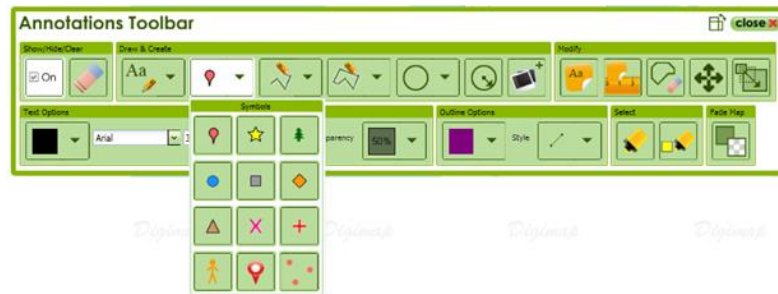 Annotations Toolbar
close
Show/Hide/Clear
Draw & Create
Modify
On
Aa
Aa
Text Options
Symbols
Outline Options
Select
Fade Map
Arial
parency
50%
Style
Digimap
Digimap
Digimap